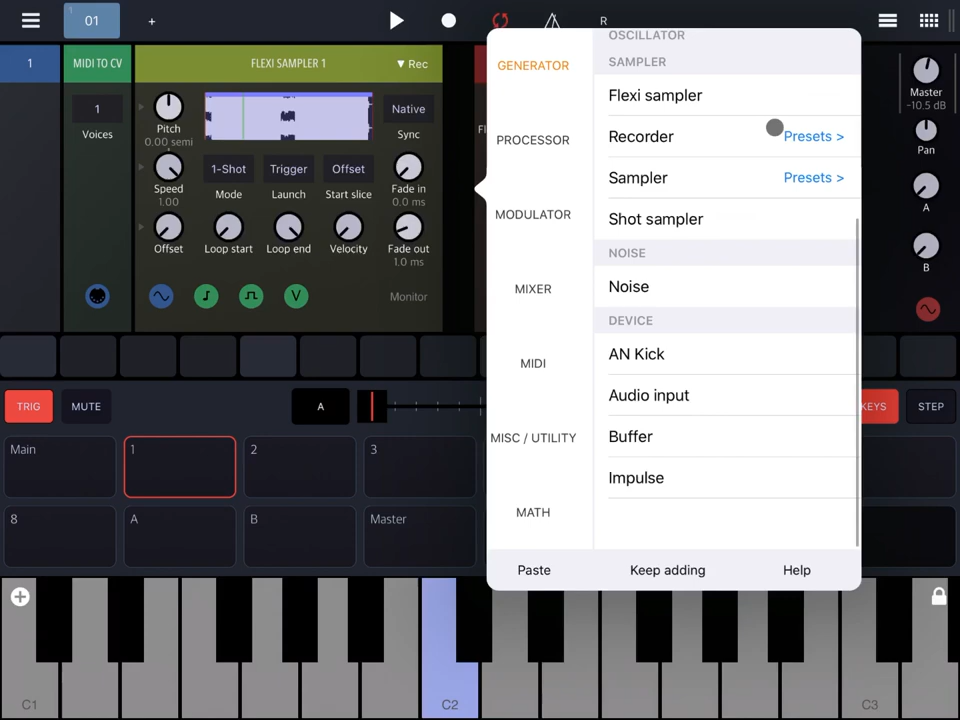 1
01
+
R
1
MIDI TO CV
FLEXI SAMPLER 1
▼ Rec
1
Voices
Pitch
0.00 semi
Native
Sync
Speed
1.00
1-Shot
Mode
Trigger
Launch
Offset
Start slice
Fade in
0.0 ms
Offset
Loop start
Loop end
Velocity
Fade out
1.0 ms
V
Monitor
Fl
GENERATOR
PROCESSOR
MODULATOR
MIXER
MIDI
MISC / UTILITY
MATH
OSCILLATOR
SAMPLER
Flexi sampler
Recorder
Presets >
Sampler
Presets >
Shot sampler
NOISE
Noise
DEVICE
AN Kick
Audio input
Buffer
Impulse
Paste
Keep adding
Help
Master
-10.5 dB
Pan
A
B
TRIG
MUTE
A
KEYS
STEP
Main
1
2
3
8
A
B
Master
C1
C2
C3